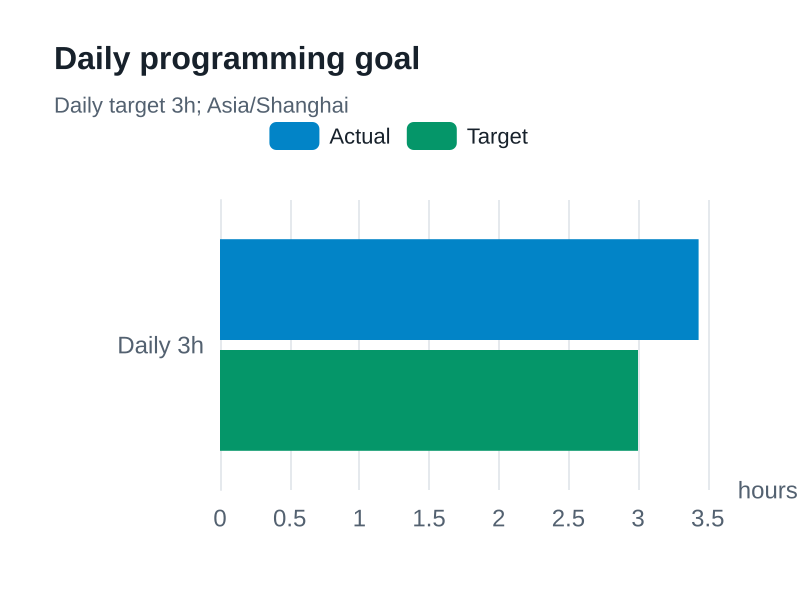 Daily programming goal
Daily target 3h; Asia/Shanghai
Actual Target
Daily 3h
hours
0 0.5 1 1.5 2 2.5 3 3.5